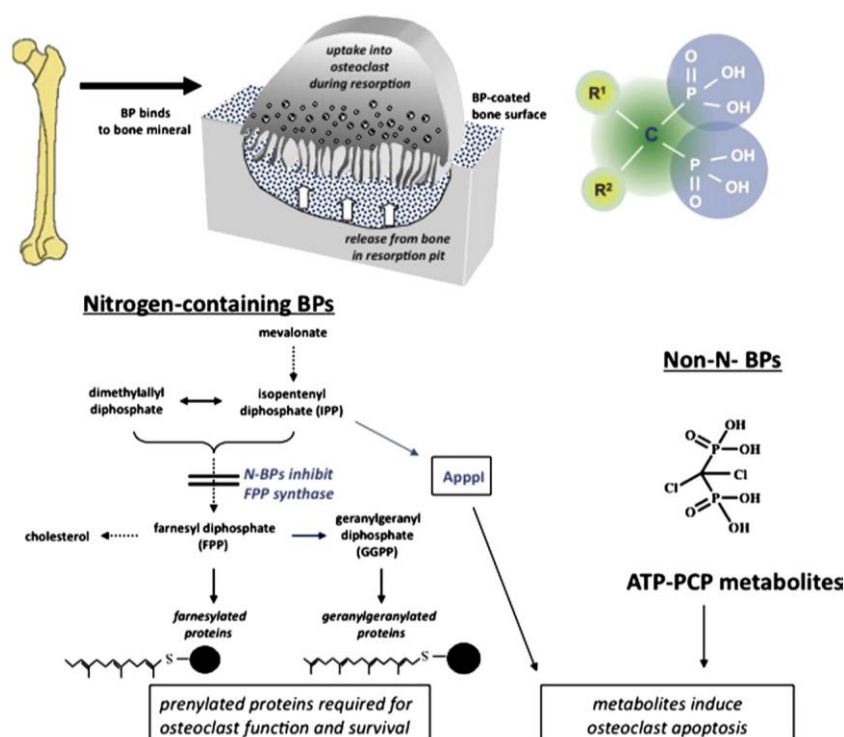 BP binds
to bone mineral
uptake into
osteoclast
during resorption
BP-coated
bone surface
release from bone
in resorption pit
R¹
R²
C
O
P
OH
OH
P
OH
OH
O
Nitrogen-containing BPs
mevalonate
dimethylallyl
diphosphate
isopentenyl
diphosphate (IPP)
N-BPs inhibit
FPP synthase
ApppI
cholesterol
farnesyl diphosphate
(FPP)
geranylgeranyl
diphosphate
(GGPP)
farnesylated
proteins
geranylgeranylated
proteins
S
S
prenylated proteins required for
osteoclast function and survival
Non-N- BPs
OH
O
P
OH
Cl
Cl
O
P
OH
OH
ATP-PCP metabolites
metabolites induce
osteoclast apoptosis